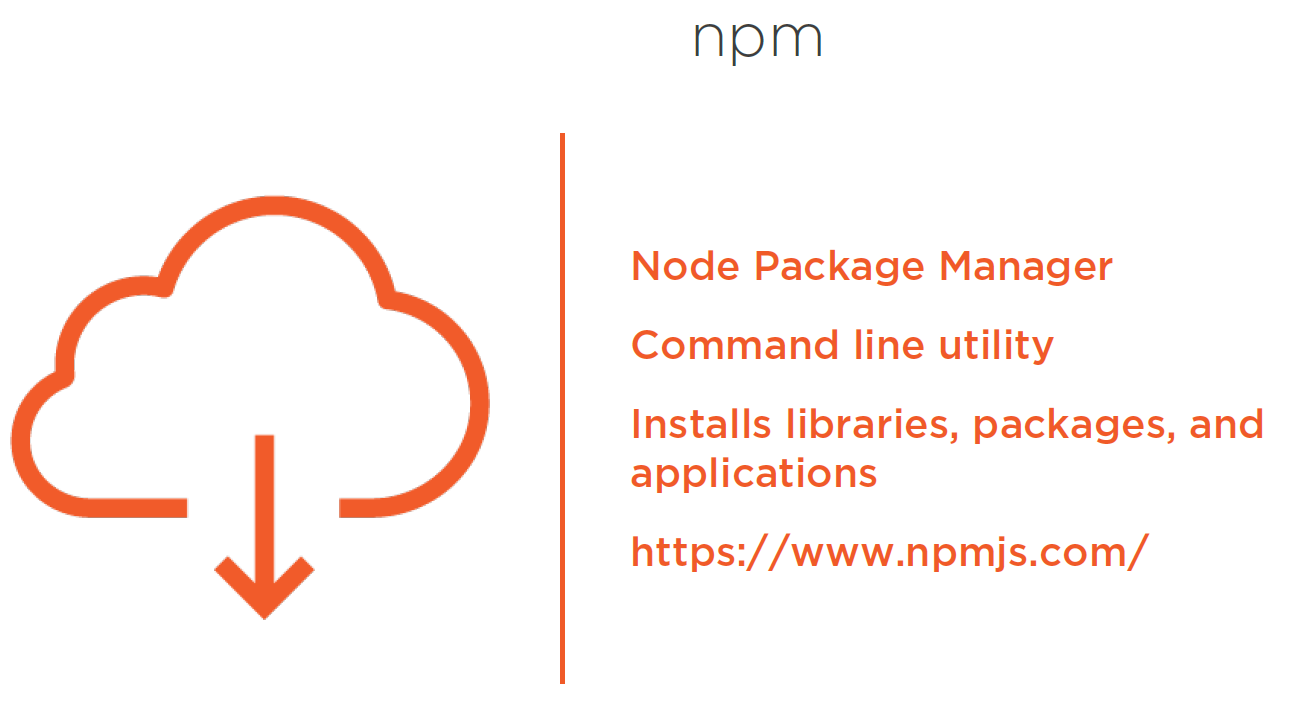 npm
Node Package Manager
Command line utility
Installs libraries, packages, and
applications
https://www.npmjs.com/